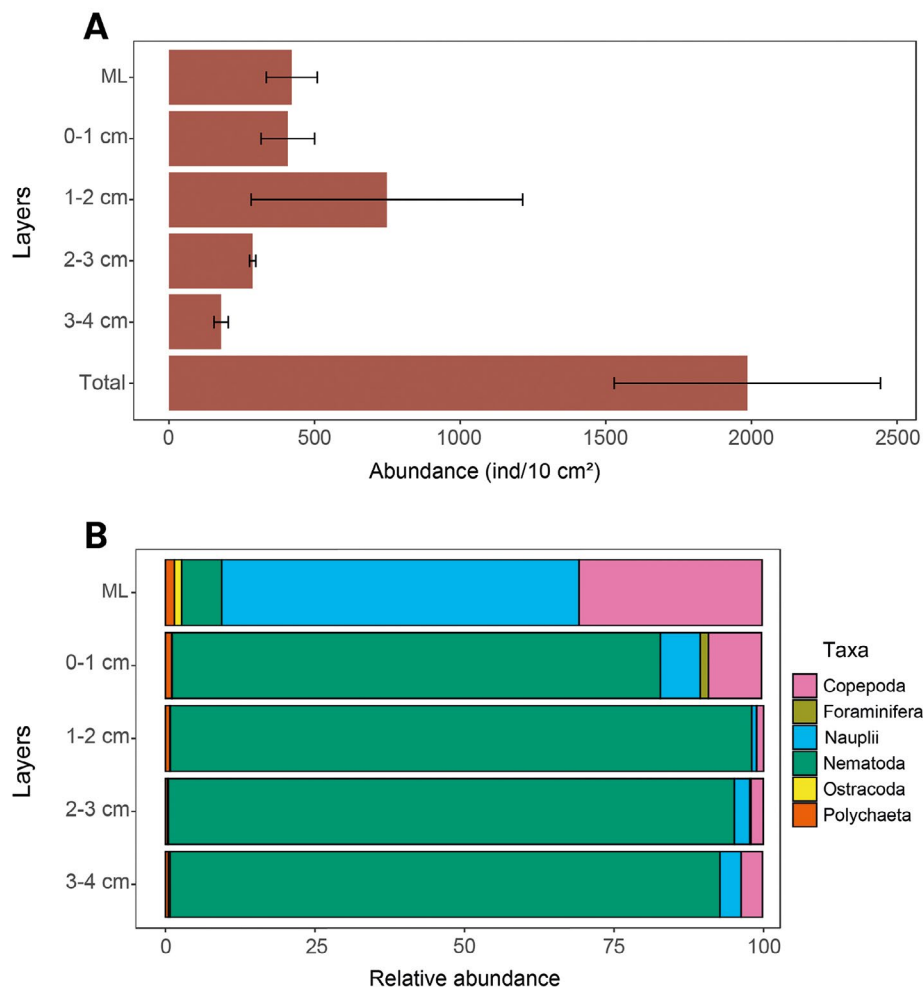 A
Layers
ML
0-1 cm
1-2 cm
2-3 cm
3-4 cm
Total
0 500 1000 1500 2000 2500
Abundance (ind/10 cm²)
B
Layers
ML
0-1 cm
1-2 cm
2-3 cm
3-4 cm
0 25 50 75 100
Relative abundance
Taxa
Copepoda
Foraminifera
Nauplii
Nematoda
Ostracoda
Polychaeta